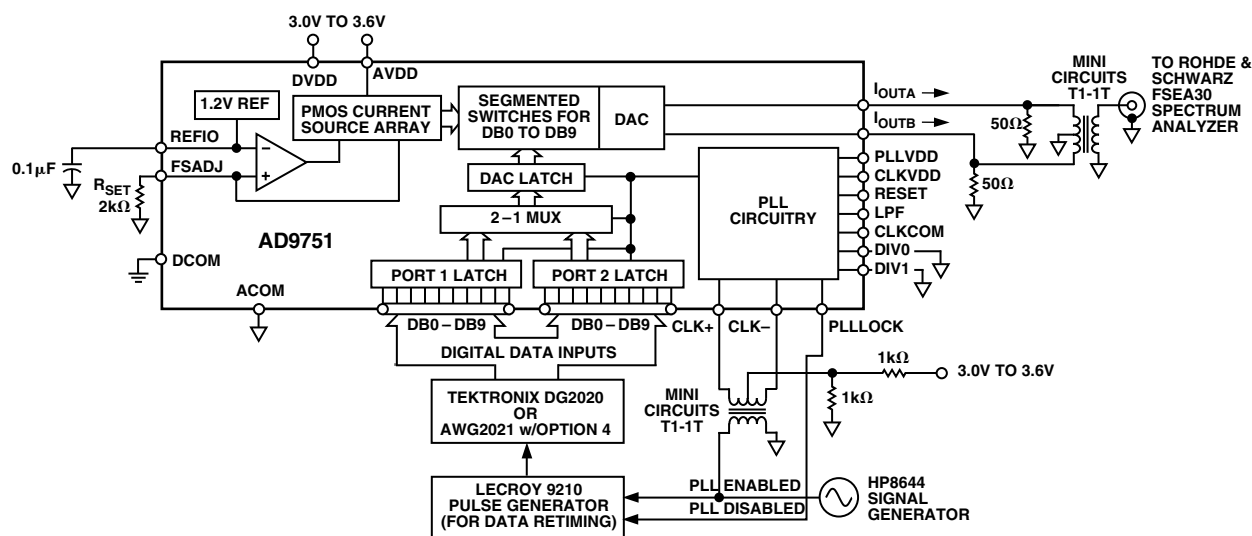 3.0V TO 3.6V
DVDD
AVDD
1.2V REF
PMOS CURRENT
SOURCE ARRAY
SEGMENTED
SWITCHES FOR
DB0 TO DB9
DAC
IOUTA
IOUTB
MINI
CIRCUITS
T1-1T
TO ROHDE &
SCHWARZ
FSEA30
SPECTRUM
ANALYZER
50Ω
50Ω
REFIO
0.1µF
FSADJ
RSET
2kΩ
–
+
DAC LATCH
2–1 MUX
PLL
CIRCUITRY
PLLVDD
CLKVDD
RESET
LPF
CLKCOM
DIV0
DIV1
AD9751
DCOM
PORT 1 LATCH
PORT 2 LATCH
ACOM
DB0 – DB9
DB0 – DB9
CLK+
CLK–
PLLLOCK
DIGITAL DATA INPUTS
1kΩ
3.0V TO 3.6V
1kΩ
MINI
CIRCUITS
T1-1T
TEKTRONIX DG2020
OR
AWG2021 w/OPTION 4
LECROY 9210
PULSE GENERATOR
(FOR DATA RETIMING)
PLL ENABLED
PLL DISABLED
HP8644
SIGNAL
GENERATOR